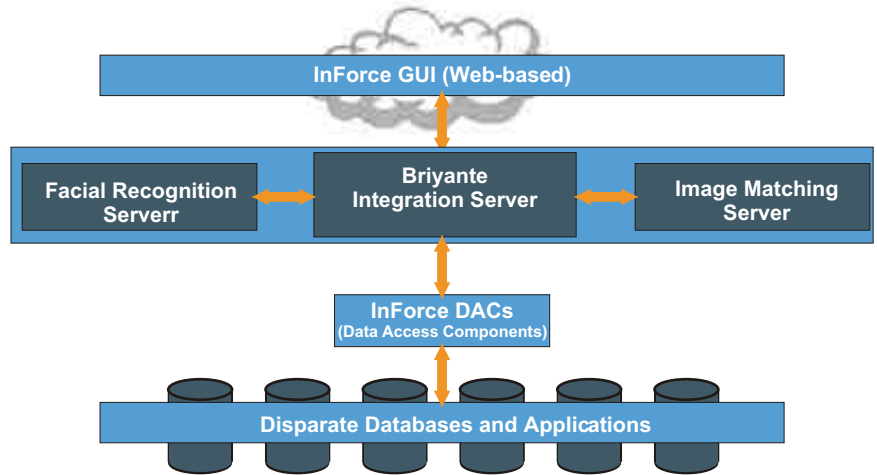 InForce GUI (Web-based)
Facial Recognition
Serverr
Briyante
Integration Server
Image Matching
Server
InForce DACs
(Data Access Components)
Disparate Databases and Applications